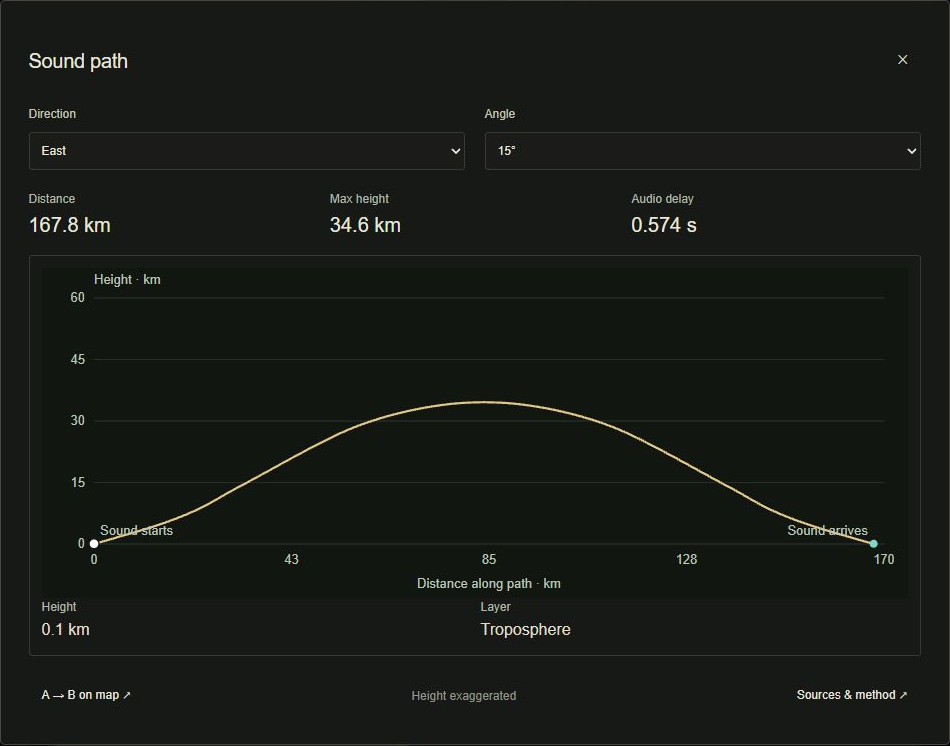 Sound path
×
Direction
Angle
East
15°
Distance
Max height
Audio delay
167.8 km
34.6 km
0.574 s
Height · km
60
45
30
15
Sound starts
Sound arrives
0
0
43
85
128
170
Distance along path · km
Height
Layer
0.1 km
Troposphere
A → B on map ↗
Height exaggerated
Sources & method ↗